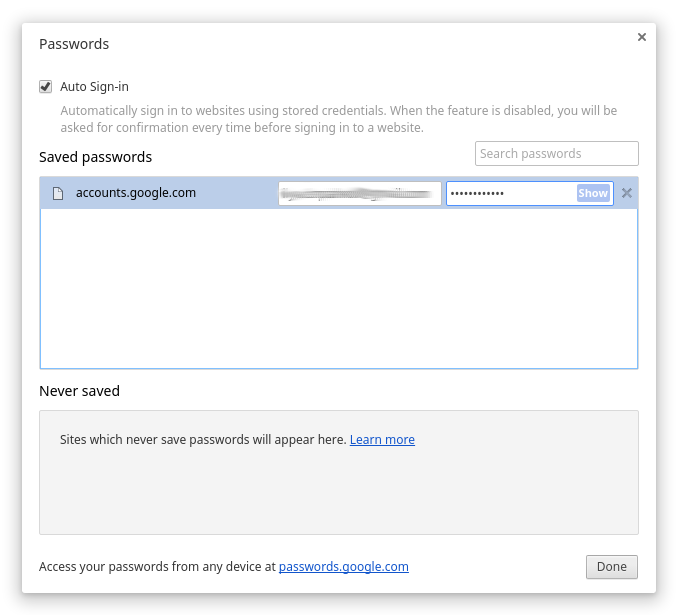 Passwords
Auto Sign-in
Automatically sign in to websites using stored credentials. When the feature is disabled, you will be
asked for confirmation every time before signing in to a website.
Saved passwords
Search passwords
accounts.google.com
•••••••••••• Show
Never saved
Sites which never save passwords will appear here. Learn more
Access your passwords from any device at passwords.google.com
Done